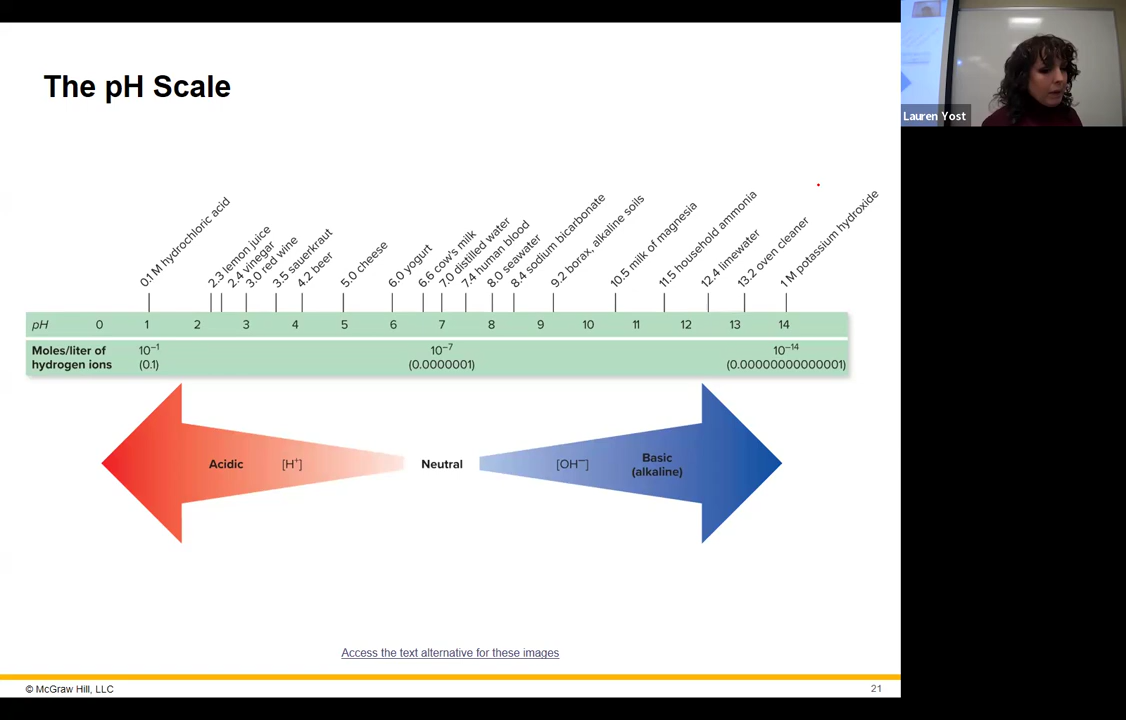 The pH Scale
Lauren Yost
0.1 M hydrochloric acid
2.3 lemon juice
2.4 vinegar
3.0 red wine
3.5 sauerkraut
4.2 beer
5.0 cheese
6.0 yogurt
6.6 cow's milk
7.0 distilled water
7.4 human blood
8.0 seawater
8.4 sodium bicarbonate
9.2 borax, alkaline soils
10.5 milk of magnesia
11.5 household ammonia
12.4 limewater
13.2 oven cleaner
1 M potassium hydroxide
pH 0 1 2 3 4 5 6 7 8 9 10 11 12 13 14
Moles/liter of
hydrogen ions
10⁻¹
(0.1)
10⁻⁷
(0.0000001)
10⁻¹⁴
(0.00000000000001)
Acidic [H⁺] Neutral [OH⁻] Basic
(alkaline)
Access the text alternative for these images
© McGraw Hill, LLC
21